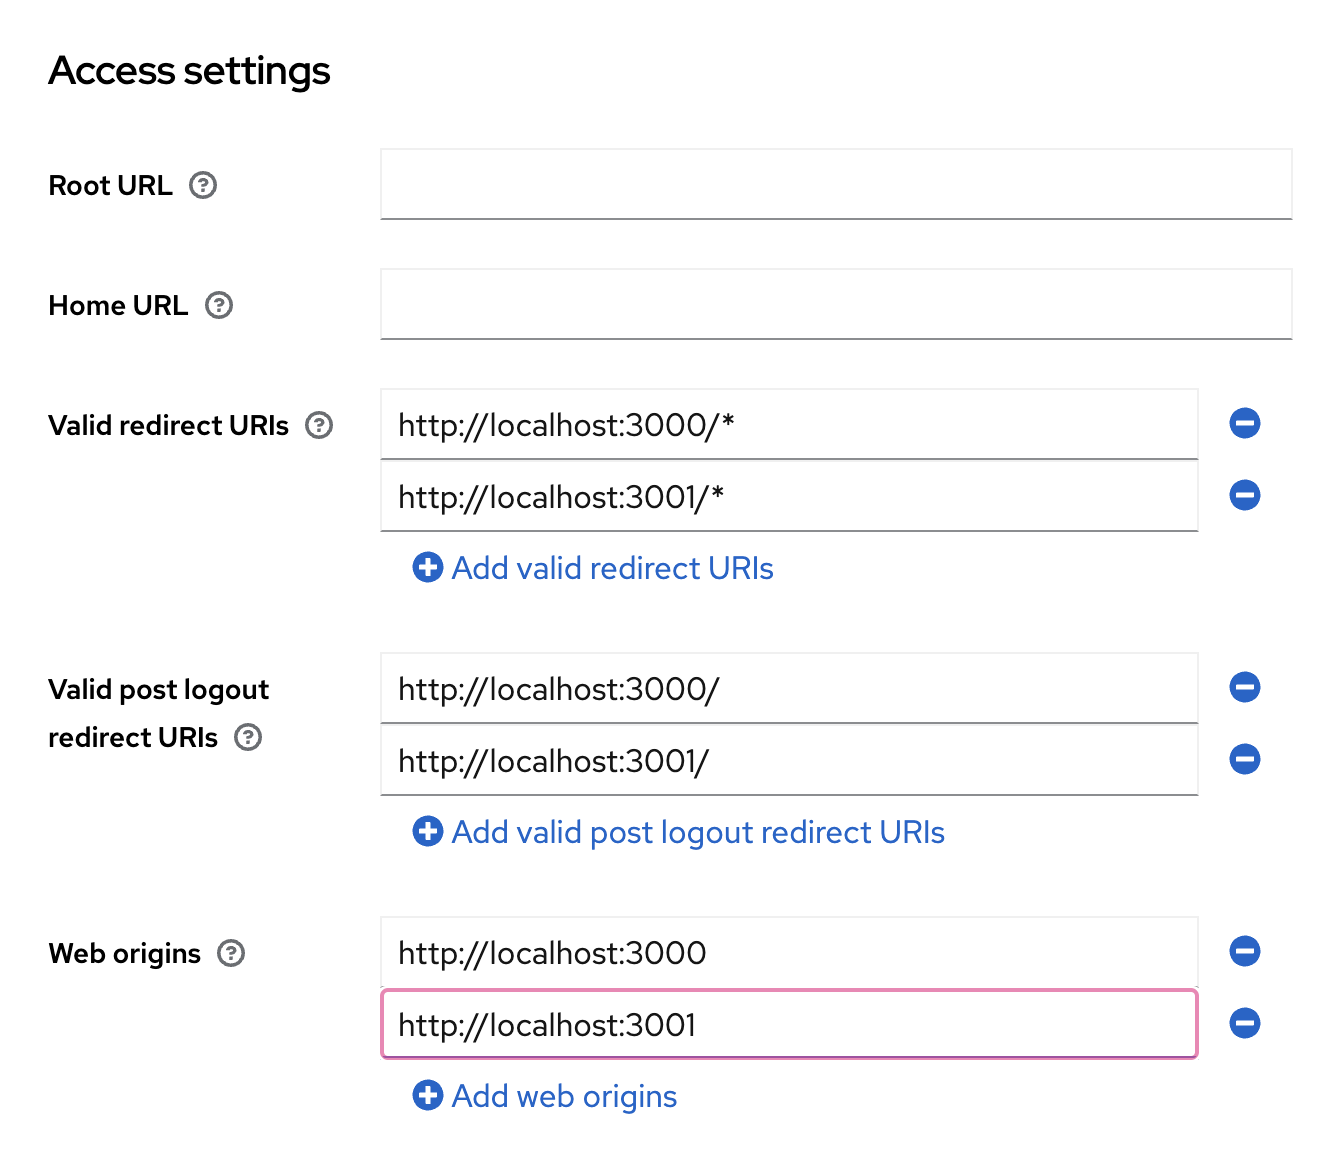 Access settings
Root URL
Home URL
Valid redirect URIs
http://localhost:3000/*
http://localhost:3001/*
Add valid redirect URIs
Valid post logout
redirect URIs
http://localhost:3000/
http://localhost:3001/
Add valid post logout redirect URIs
Web origins
http://localhost:3000
http://localhost:3001
Add web origins